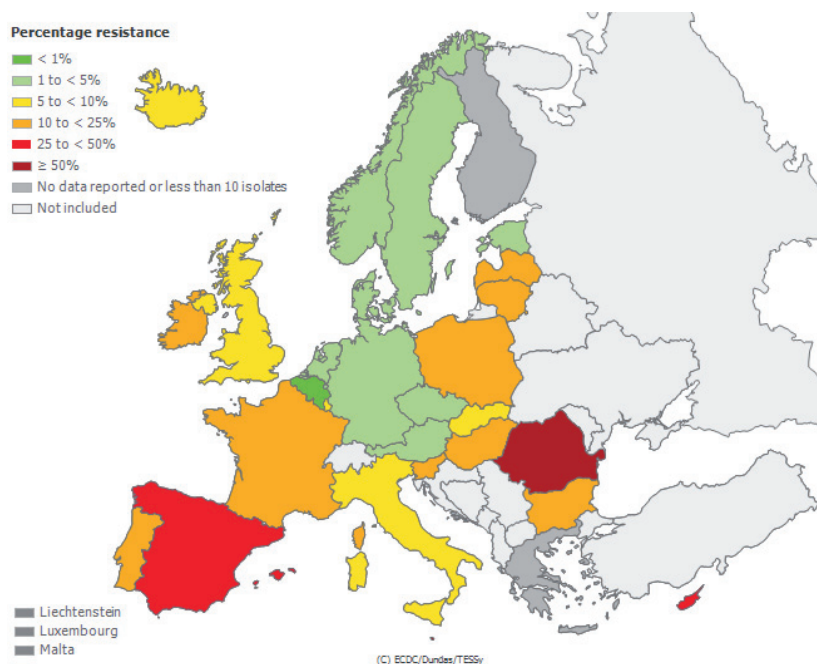 Percentage resistance
< 1%
1 to < 5%
5 to < 10%
10 to < 25%
25 to < 50%
≥ 50%
No data reported or less than 10 isolates
Not included
Liechtenstein
Luxembourg
Malta
(C) ECDC/Dundas/TESSy